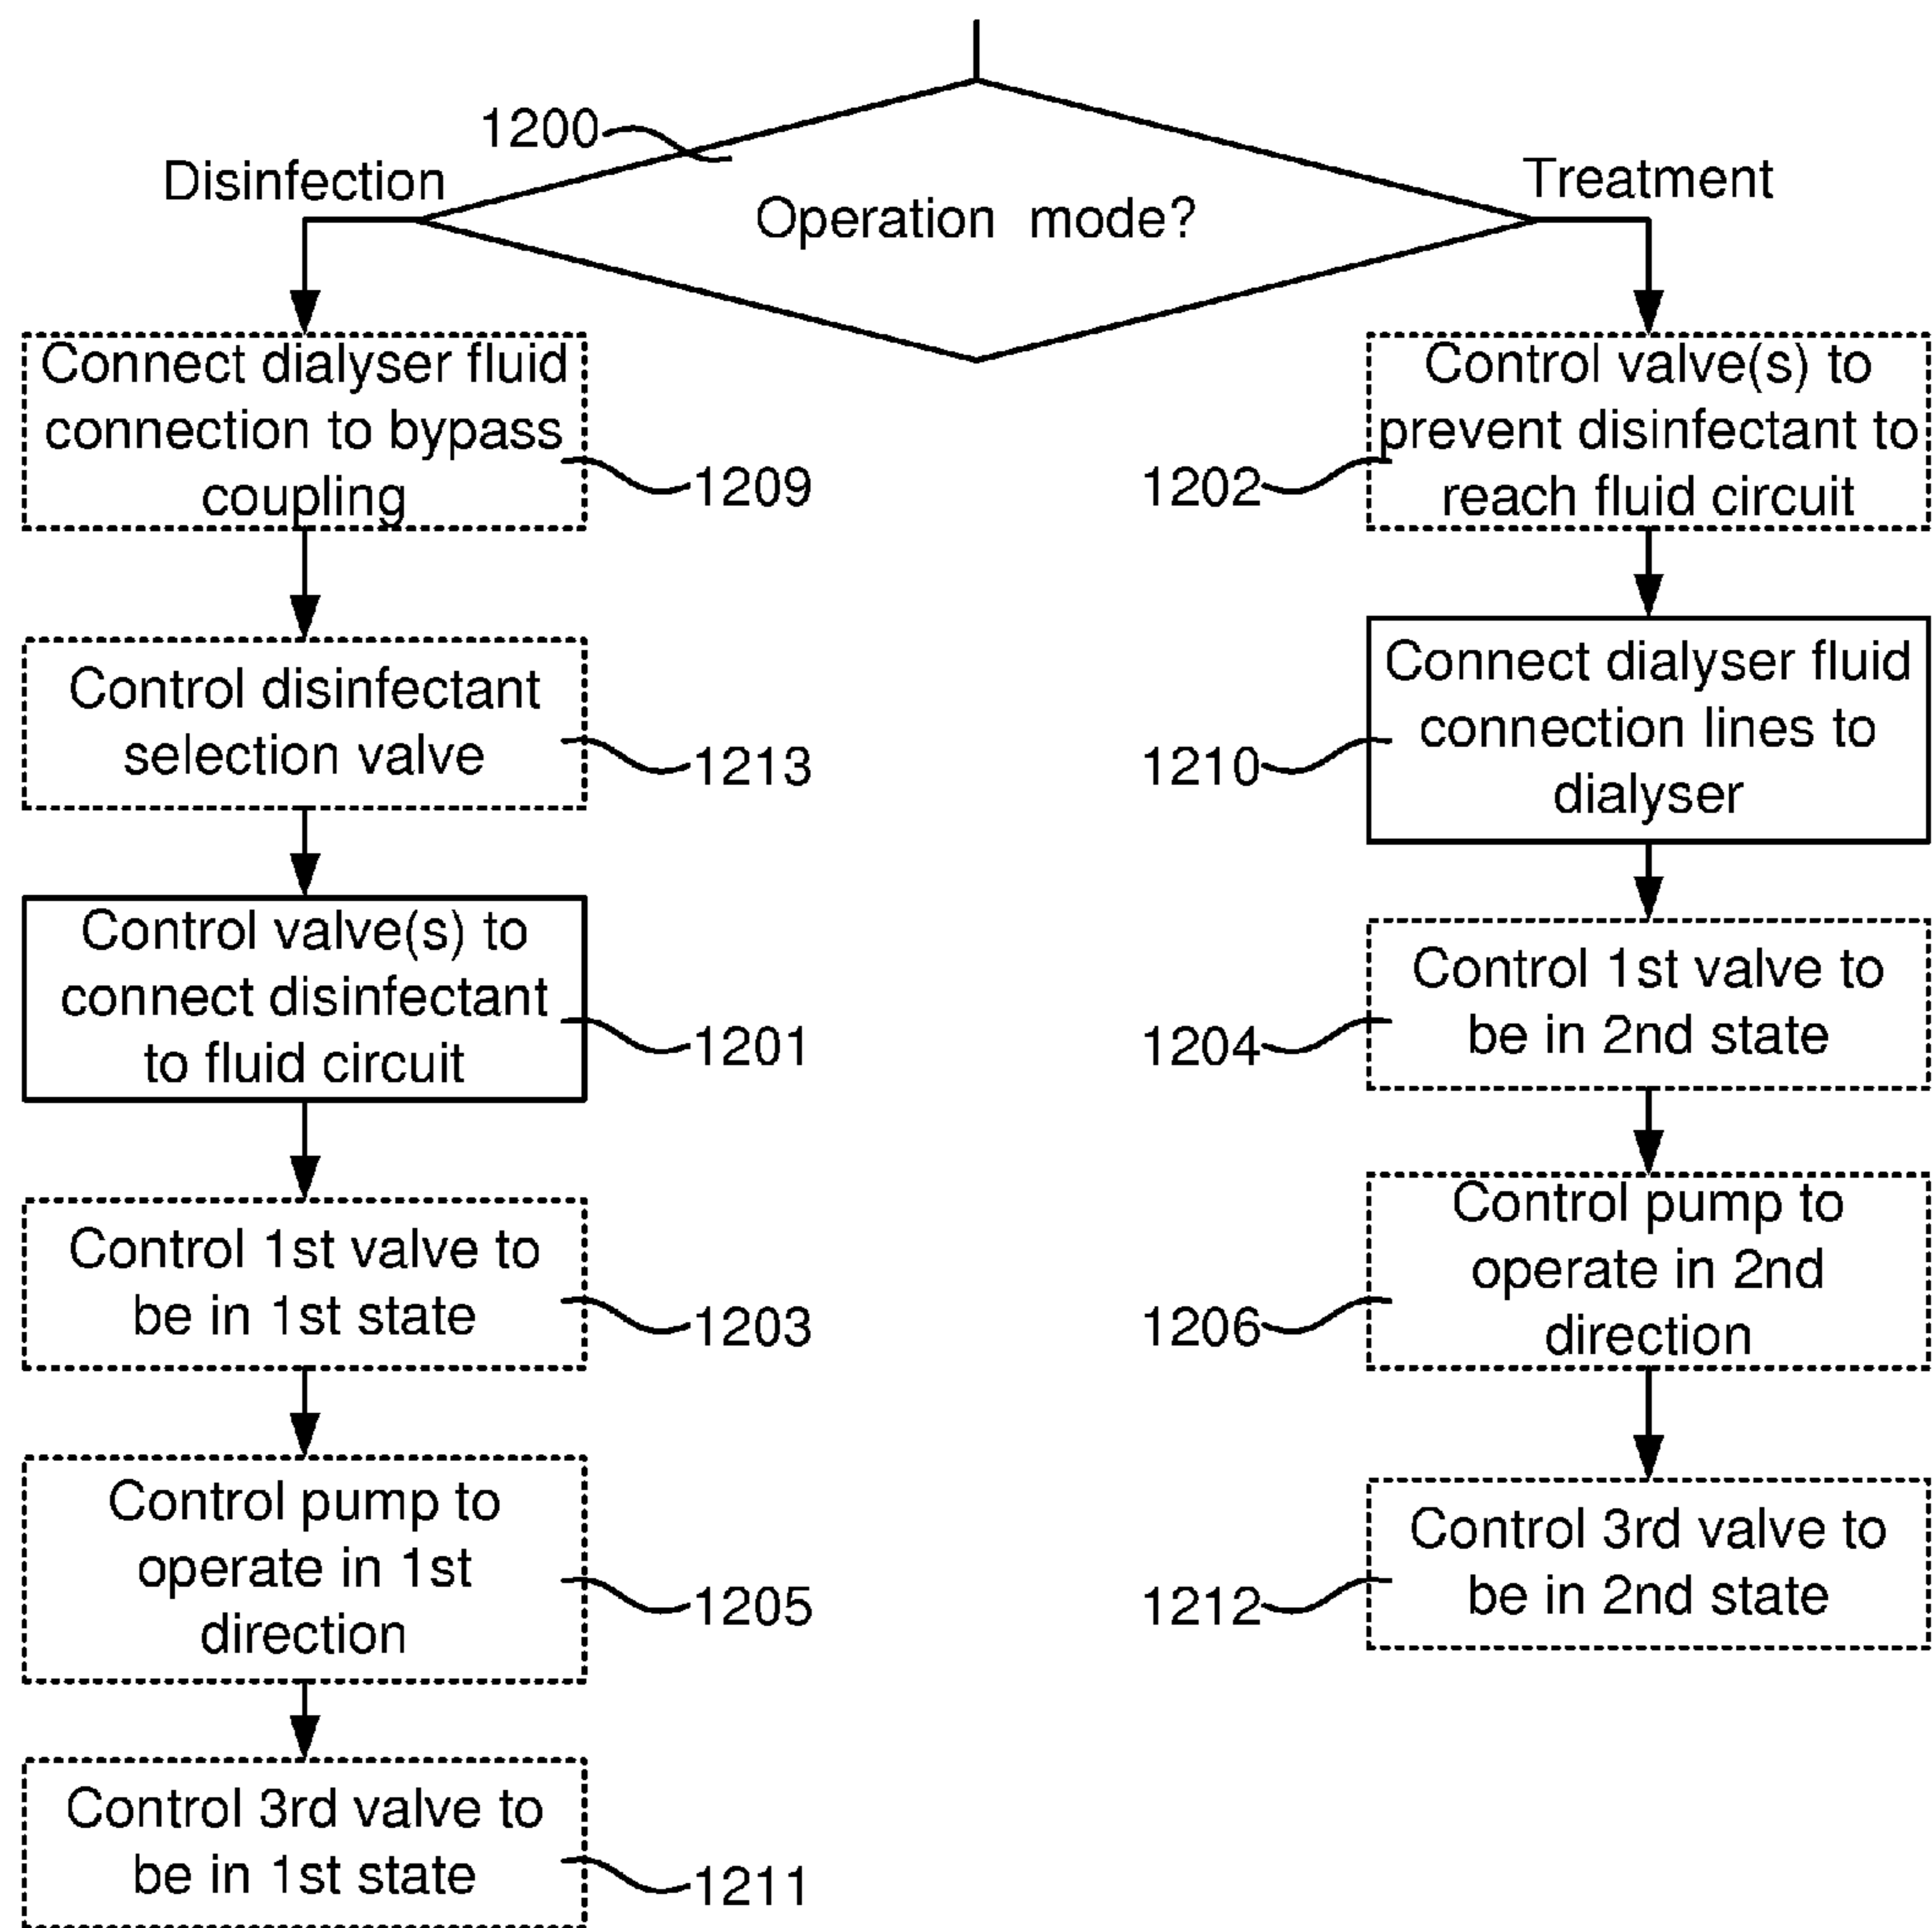 1200
Disinfection
Treatment
Operation mode?
Connect dialyser fluid
connection to bypass
coupling
1209
Control disinfectant
selection valve
1213
Control valve(s) to
connect disinfectant
to fluid circuit
1201
Control 1st valve to
be in 1st state
1203
Control pump to
operate in 1st
direction
1205
Control 3rd valve to
be in 1st state
1211
Control valve(s) to
prevent disinfectant to
reach fluid circuit
1202
Connect dialyser fluid
connection lines to
dialyser
1210
Control 1st valve to
be in 2nd state
1204
Control pump to
operate in 2nd
direction
1206
Control 3rd valve to
be in 2nd state
1212